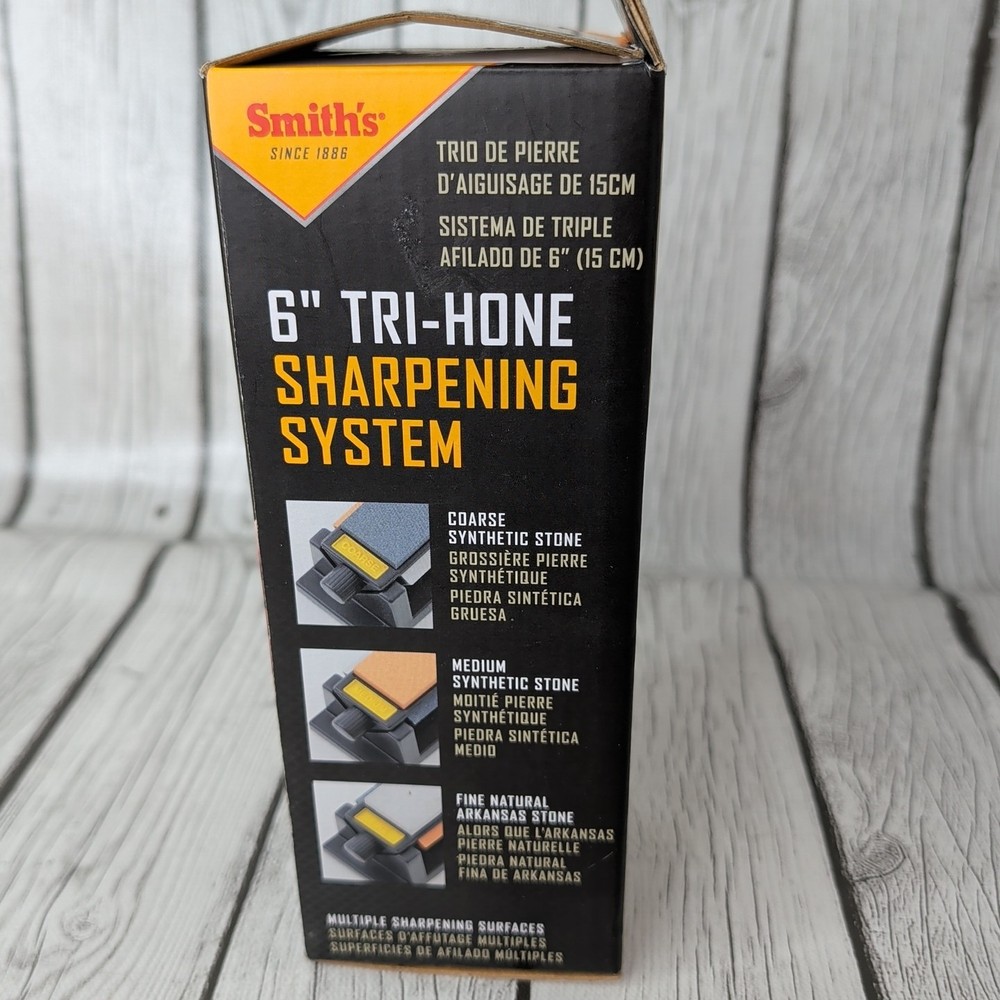 Smith's®
SINCE 1886
TRIO DE PIERRE
D'AIGUISAGE DE 15CM
SISTEMA DE TRIPLE
AFILADO DE 6" (15 CM)
6" TRI-HONE
SHARPENING
SYSTEM
COARSE
COARSE
SYNTHETIC STONE
GROSSIÈRE PIERRE
SYNTHÉTIQUE
PIEDRA SINTÉTICA
GRUESA
MEDIUM
SYNTHETIC STONE
MOITIÉ PIERRE
SYNTHÉTIQUE
PIEDRA SINTÉTICA
MEDIO
FINE NATURAL
ARKANSAS STONE
ALORS QUE L'ARKANSAS
PIERRE NATURELLE
PIEDRA NATURAL
FINA DE ARKANSAS
MULTIPLE SHARPENING SURFACES
SURFACES D'AFFUTAGE MULTIPLES
SUPERFICIES DE AFILADO MÚLTIPLES